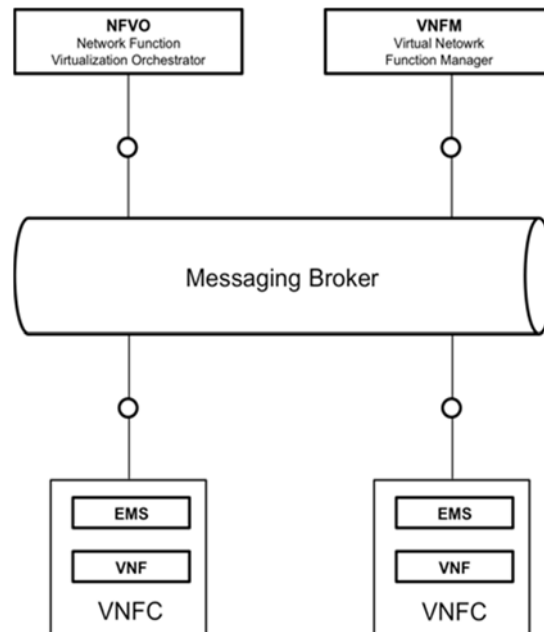 NFVO
Network Function
Virtualization Orchestrator
VNFM
Virtual Netowrk
Function Manager
Messaging Broker
EMS
VNF
VNFC
EMS
VNF
VNFC